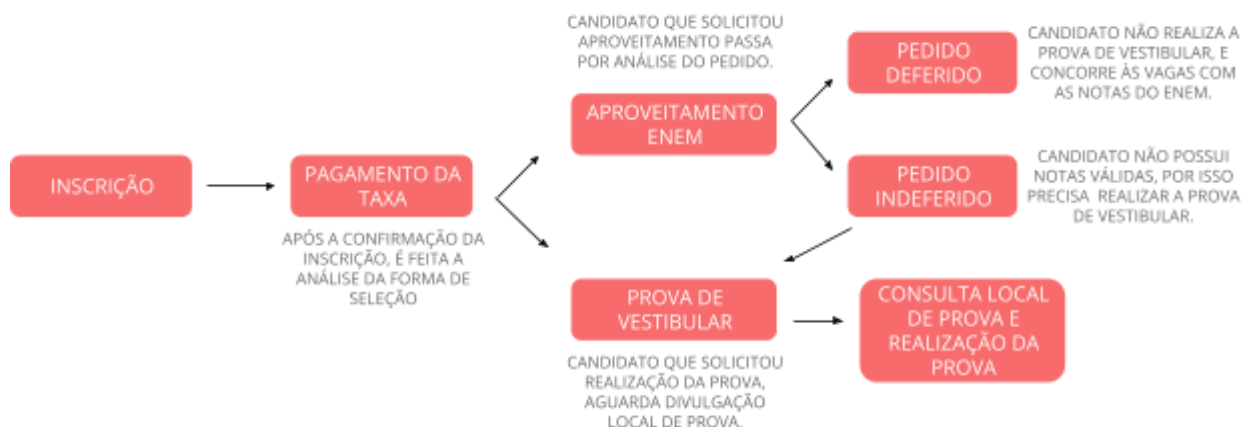 INSCRIÇÃO
PAGAMENTO DA
TAXA
APÓS A CONFIRMAÇÃO DA
INSCRIÇÃO, É FEITA A
ANÁLISE DA FORMA DE
SELEÇÃO
CANDIDATO QUE SOLICITOU
APROVEITAMENTO PASSA
POR ANÁLISE DO PEDIDO.
APROVEITAMENTO
ENEM
PEDIDO
DEFERIDO
CANDIDATO NÃO REALIZA A
PROVA DE VESTIBULAR, E
CONCORRE ÀS VAGAS COM
AS NOTAS DO ENEM.
PEDIDO
INDEFERIDO
CANDIDATO NÃO POSSUI
NOTAS VÁLIDAS, POR ISSO
PRECISA REALIZAR A PROVA
DE VESTIBULAR.
PROVA DE
VESTIBULAR
CANDIDATO QUE SOLICITOU
REALIZAÇÃO DA PROVA,
AGUARDA DIVULGAÇÃO
LOCAL DE PROVA.
CONSULTA LOCAL
DE PROVA E
REALIZAÇÃO DA
PROVA